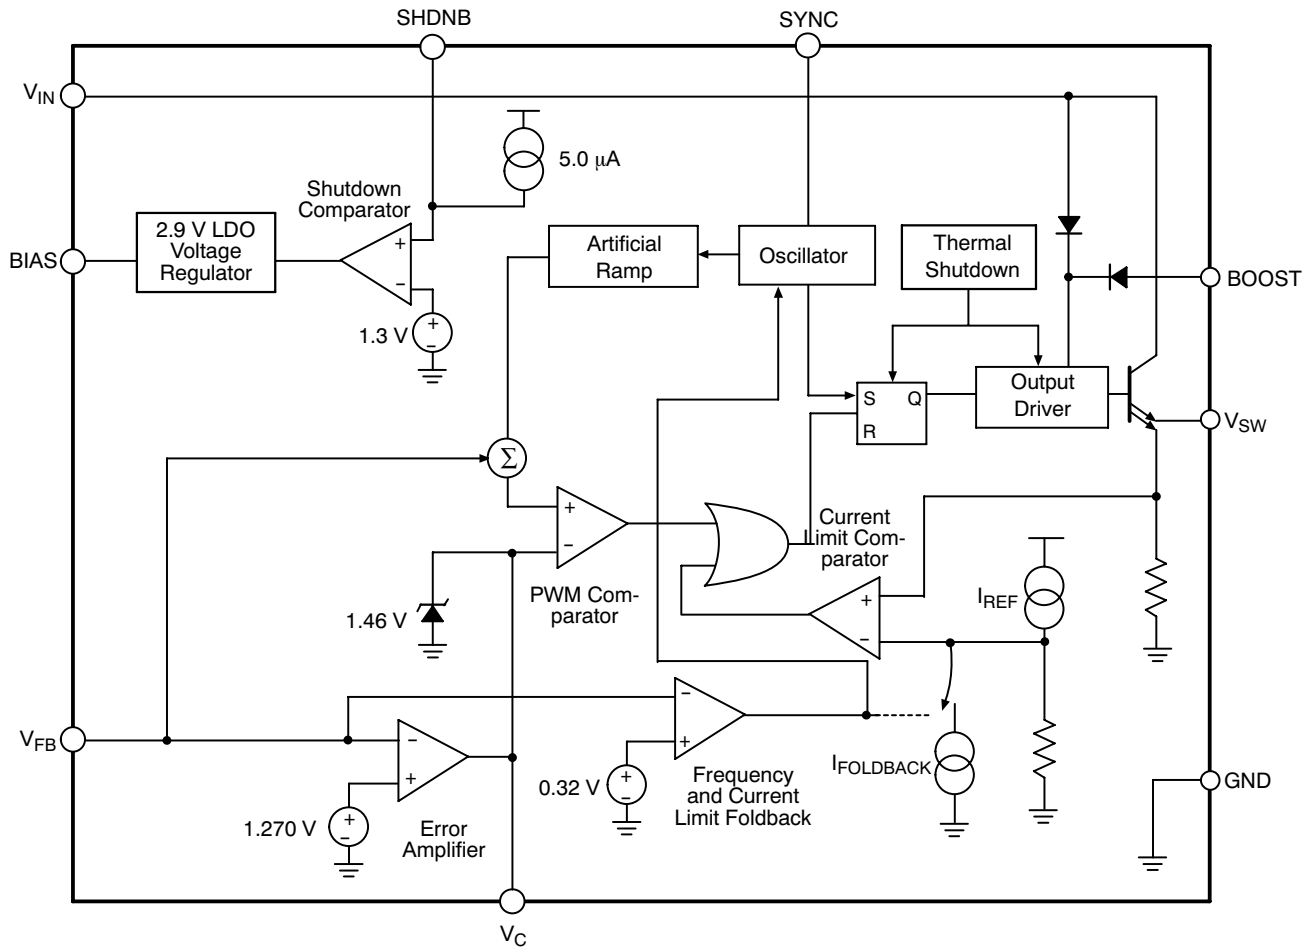 SHDNB
SYNC
VIN
5.0 μA
Shutdown
Comparator
2.9 V LDO
Voltage
Regulator
BIAS
+
−
1.3 V
+
−
Artificial
Ramp
Oscillator
Thermal
Shutdown
BOOST
S Q
R
Output
Driver
VSW
Σ
+
−
PWM Com-
parator
1.46 V
Current
Limit Com-
parator
+
−
IREF
VFB
−
+
1.270 V
+
−
Error
Amplifier
−
+
0.32 V
+
−
Frequency
and Current
Limit Foldback
IFOLDBACK
GND
VC